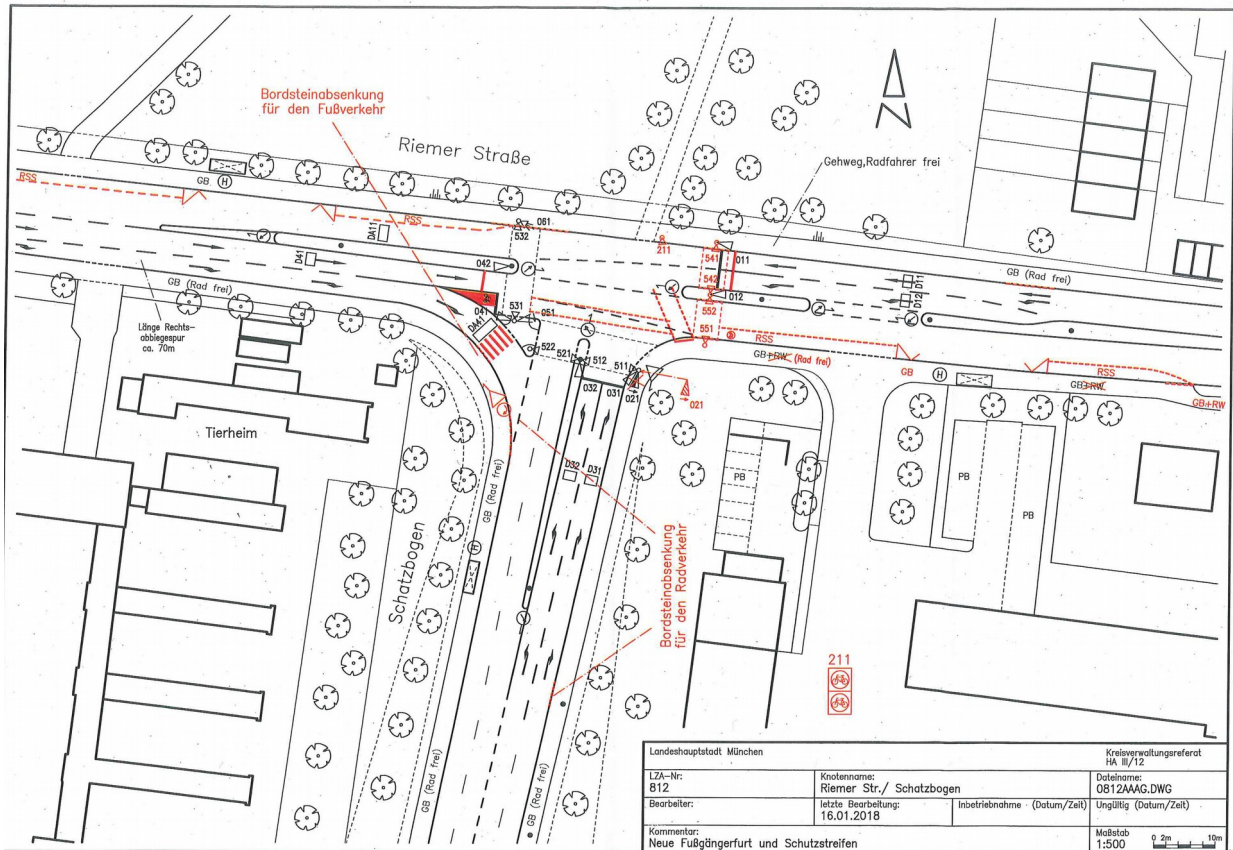 Bordsteinabsenkung
für den Fußverkehr
Riemer Straße
Gehweg,Radfahrer frei
RSS
GB
H
RSS
DA11
D41
061
532
042
211
541
011
542
012
552
551
D11
D12
GB (Rad frei)
GB (Rad frei)
Länge Rechts-
abbiegespur
ca. 70m
041
DA41
531
051
522
521
512
511
032
031
021
021
RSS
GB+RW (Rad frei)
GB
H
RSS
GB+RW
GB+RW
Tierheim
D32
D31
PB
PB
PB
GB (Rad frei)
H
Schatzbogen
Bordsteinabsenkung
für den Radverkehr
211
GB (Rad frei)
GB (Rad frei)
Landeshauptstadt München
Kreisverwaltungsreferat
HA III/12
LZA-Nr:
812
Knotenname:
Riemer Str./ Schatzbogen
Dateiname:
0812AAAG.DWG
Bearbeiter:
letzte Bearbeitung:
16.01.2018
Inbetriebnahme (Datum/Zeit)
Ungültig (Datum/Zeit)
Kommentar:
Neue Fußgängerfurt und Schutzstreifen
Maßstab
1:500
0 2m 10m